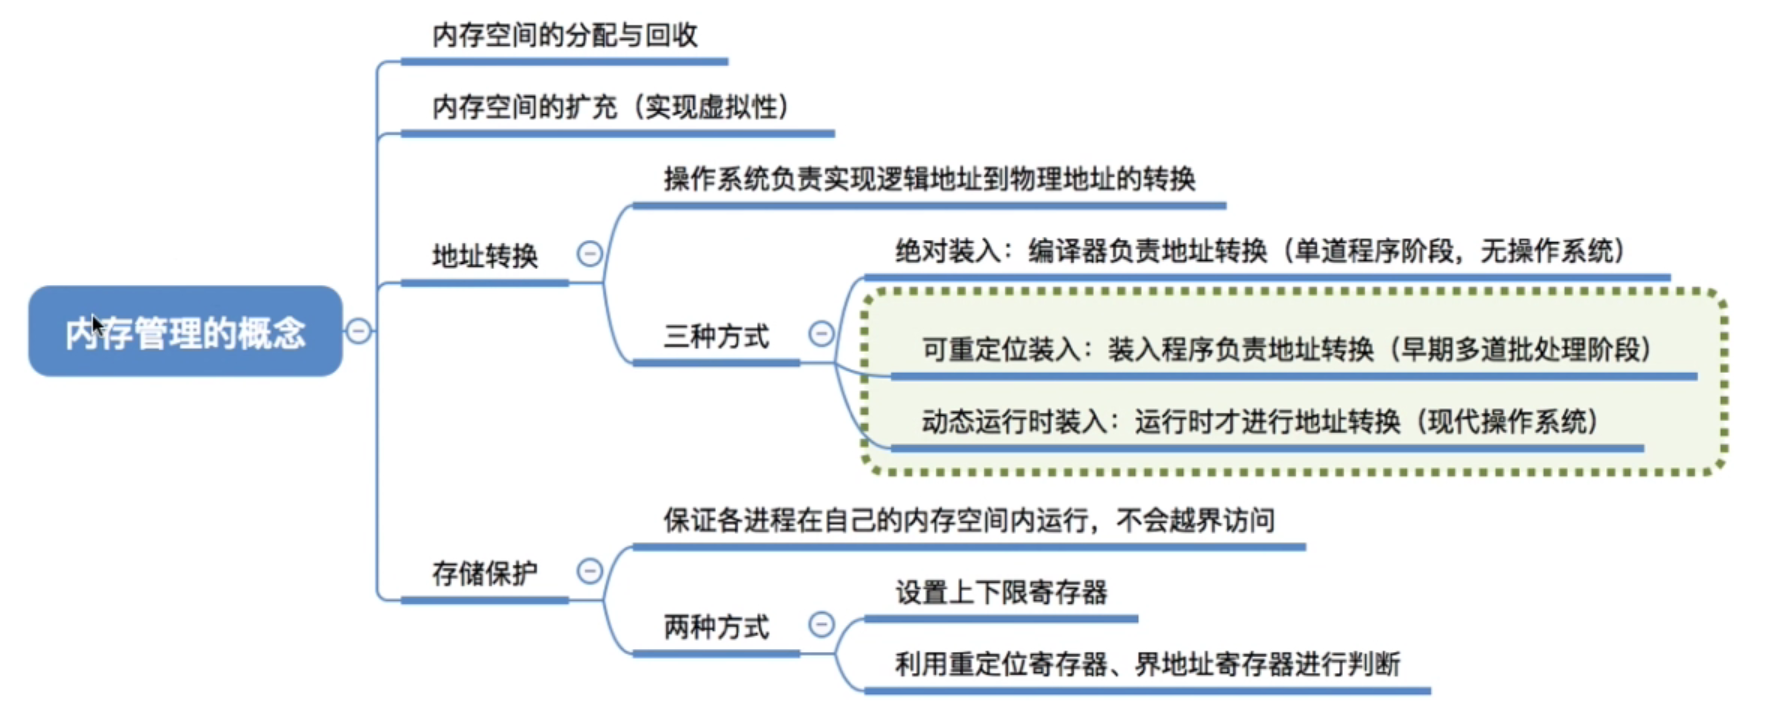 内存空间的分配与回收
内存空间的扩充（实现虚拟性）
操作系统负责实现逻辑地址到物理地址的转换
地址转换
绝对装入：编译器负责地址转换（单道程序阶段，无操作系统）
三种方式
可重定位装入：装入程序负责地址转换（早期多道批处理阶段）
动态运行时装入：运行时才进行地址转换（现代操作系统）
内存管理的概念
保证各进程在自己的内存空间内运行，不会越界访问
存储保护
设置上下限寄存器
两种方式
利用重定位寄存器、界地址寄存器进行判断